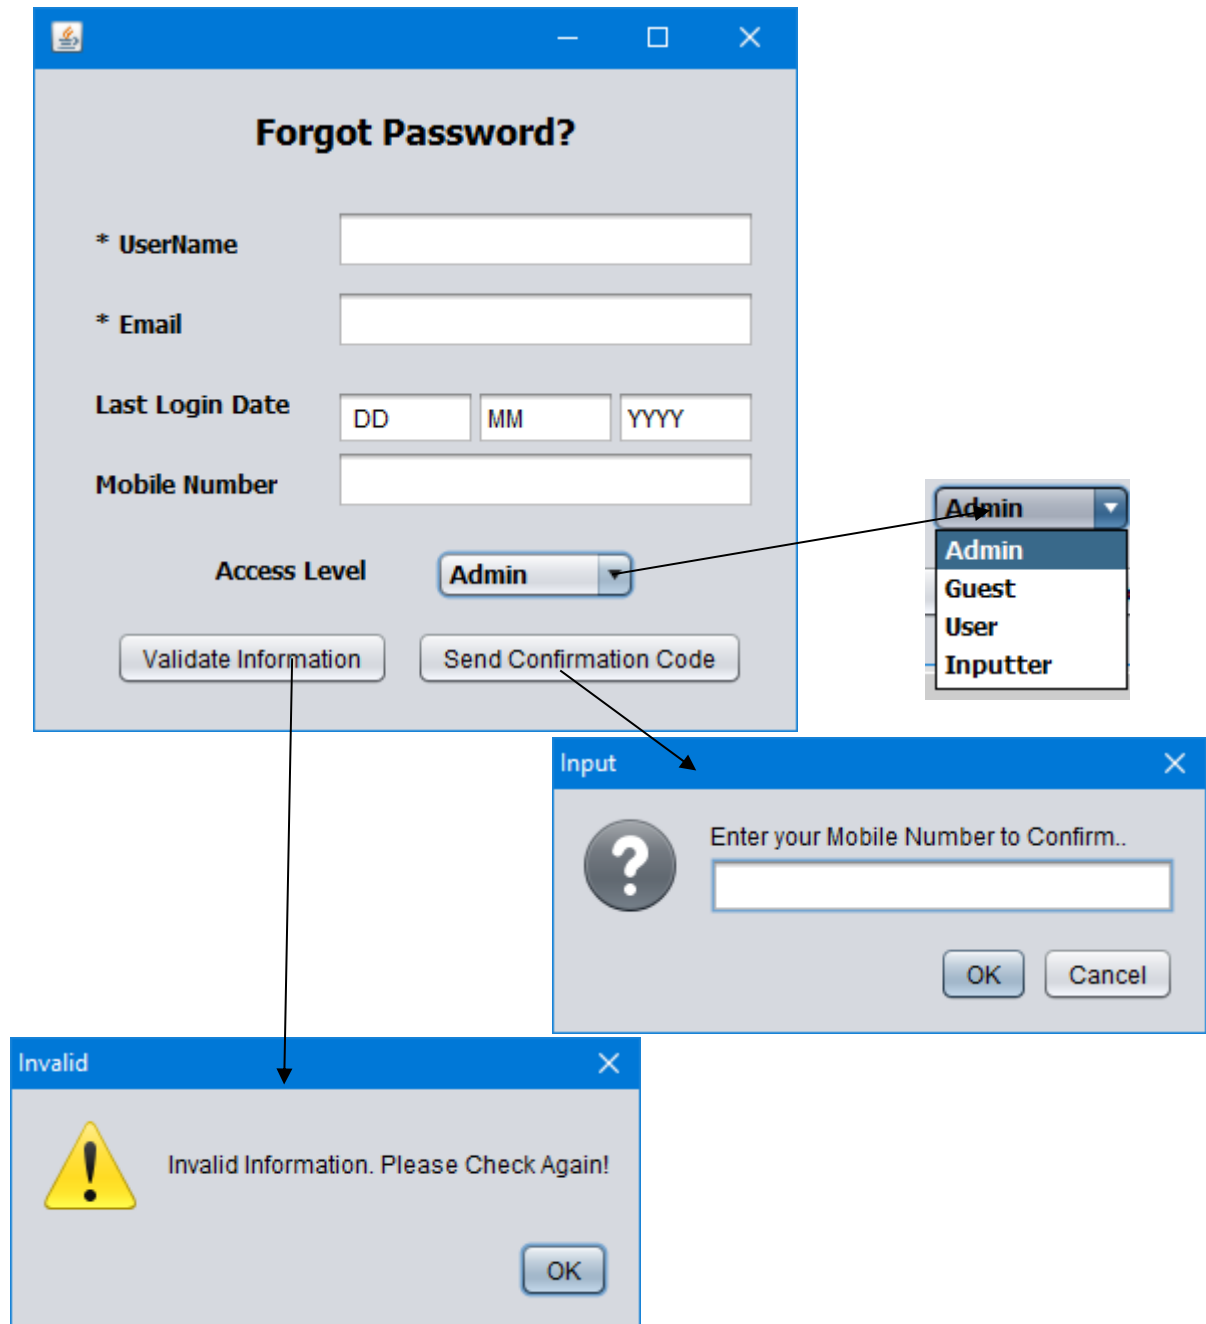 Forgot Password?
* UserName
* Email
Last Login Date
DD MM YYYY
Mobile Number
Access Level Admin
Validate Information Send Confirmation Code
Admin
Admin
Guest
User
Inputter
Input
Enter your Mobile Number to Confirm..
OK Cancel
Invalid
Invalid Information. Please Check Again!
OK